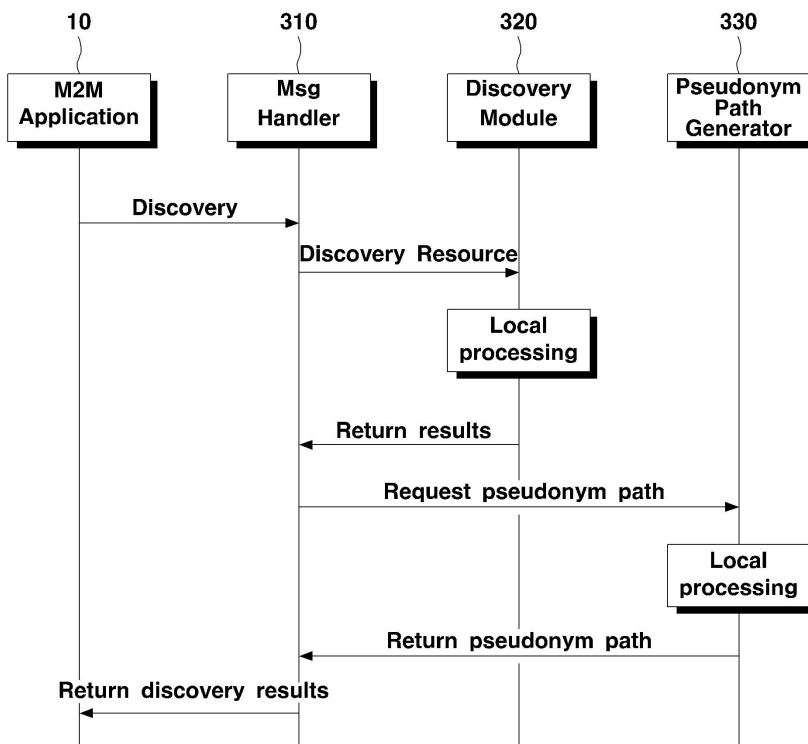 10
310
320
330
M2M
Application
Msg
Handler
Discovery
Module
Pseudonym
Path
Generator
Discovery
Discovery Resource
Local
processing
Return results
Request pseudonym path
Local
processing
Return pseudonym path
Return discovery results